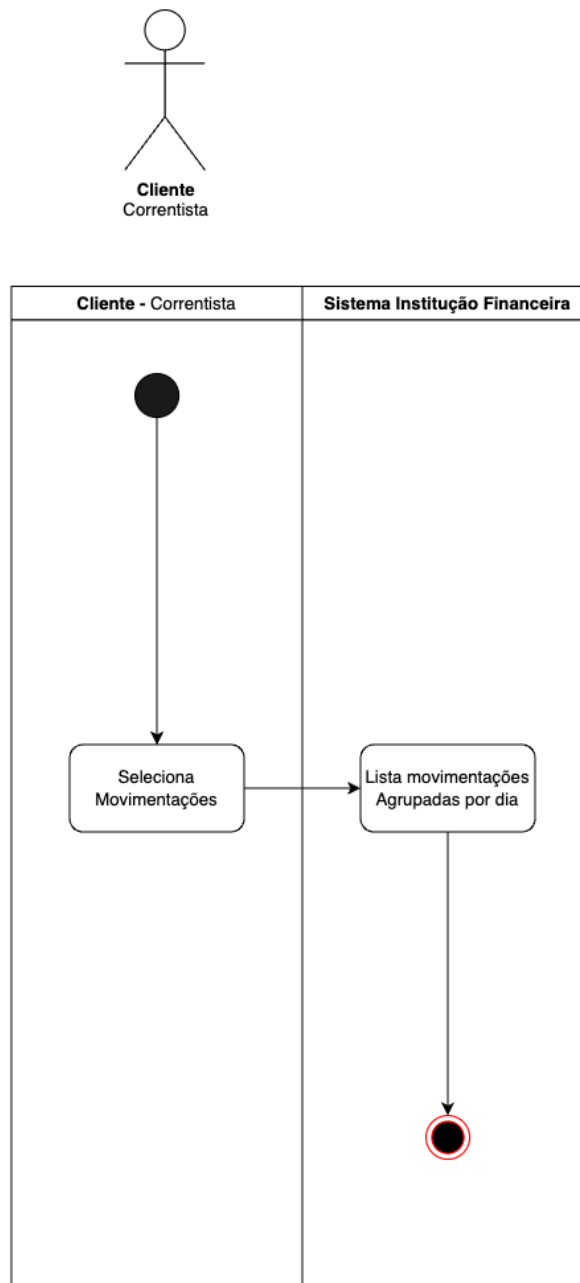 Cliente
Correntista
Cliente - Correntista
Sistema Institução Financeira
Seleciona
Movimentações
Lista movimentações
Agrupadas por dia